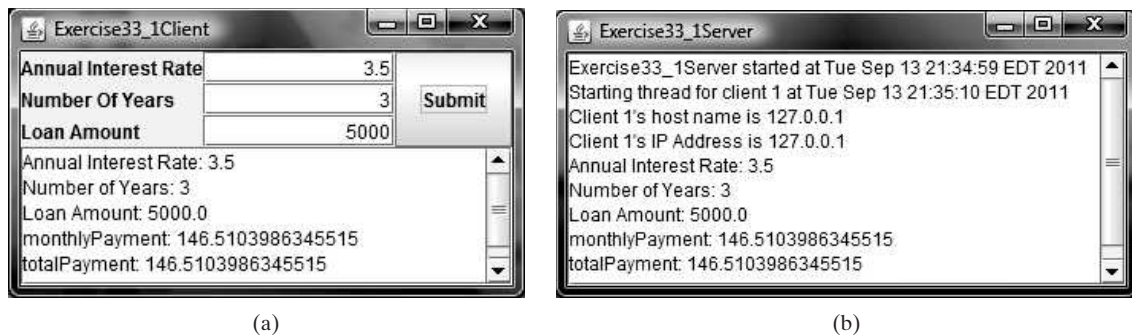 Exercise33_1Client
Annual Interest Rate 3.5
Number Of Years 3
Submit
Loan Amount 5000
Annual Interest Rate: 3.5
Number of Years: 3
Loan Amount: 5000.0
monthlyPayment: 146.5103986345515
totalPayment: 146.5103986345515
(a)
Exercise33_1Server
Exercise33_1Server started at Tue Sep 13 21:34:59 EDT 2011
Starting thread for client 1 at Tue Sep 13 21:35:10 EDT 2011
Client 1's host name is 127.0.0.1
Client 1's IP Address is 127.0.0.1
Annual Interest Rate: 3.5
Number of Years: 3
Loan Amount: 5000.0
monthlyPayment: 146.5103986345515
totalPayment: 146.5103986345515
(b)